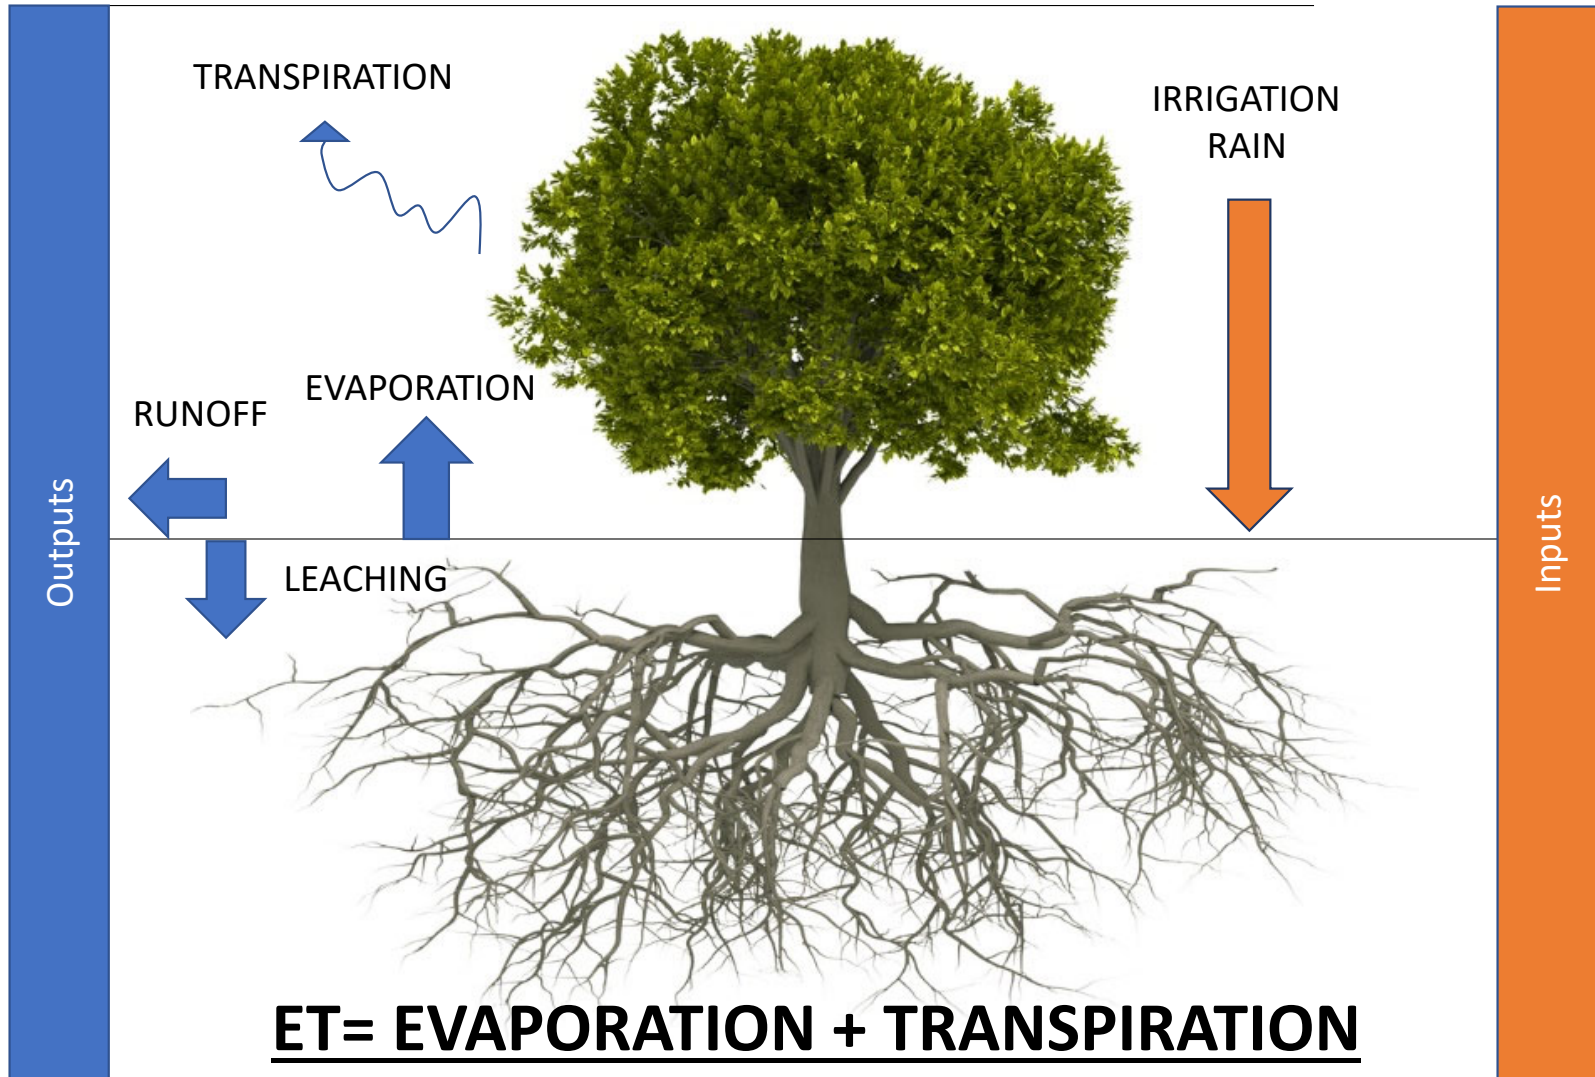 TRANSPIRATION
IRRIGATION
RAIN
EVAPORATION
RUNOFF
Outputs
Inputs
LEACHING
ET= EVAPORATION + TRANSPIRATION